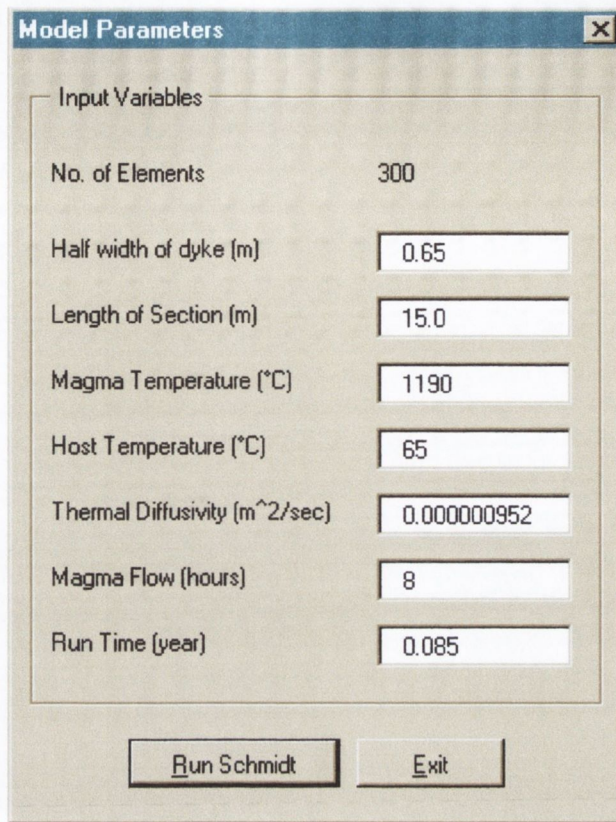 Model Parameters
Input Variables
No. of Elements 300
Half width of dyke (m) 0.65
Length of Section (m) 15.0
Magma Temperature (°C) 1190
Host Temperature (°C) 65
Thermal Diffusivity (m^2/sec) 0.000000952
Magma Flow (hours) 8
Run Time (year) 0.085
Run Schmidt Exit